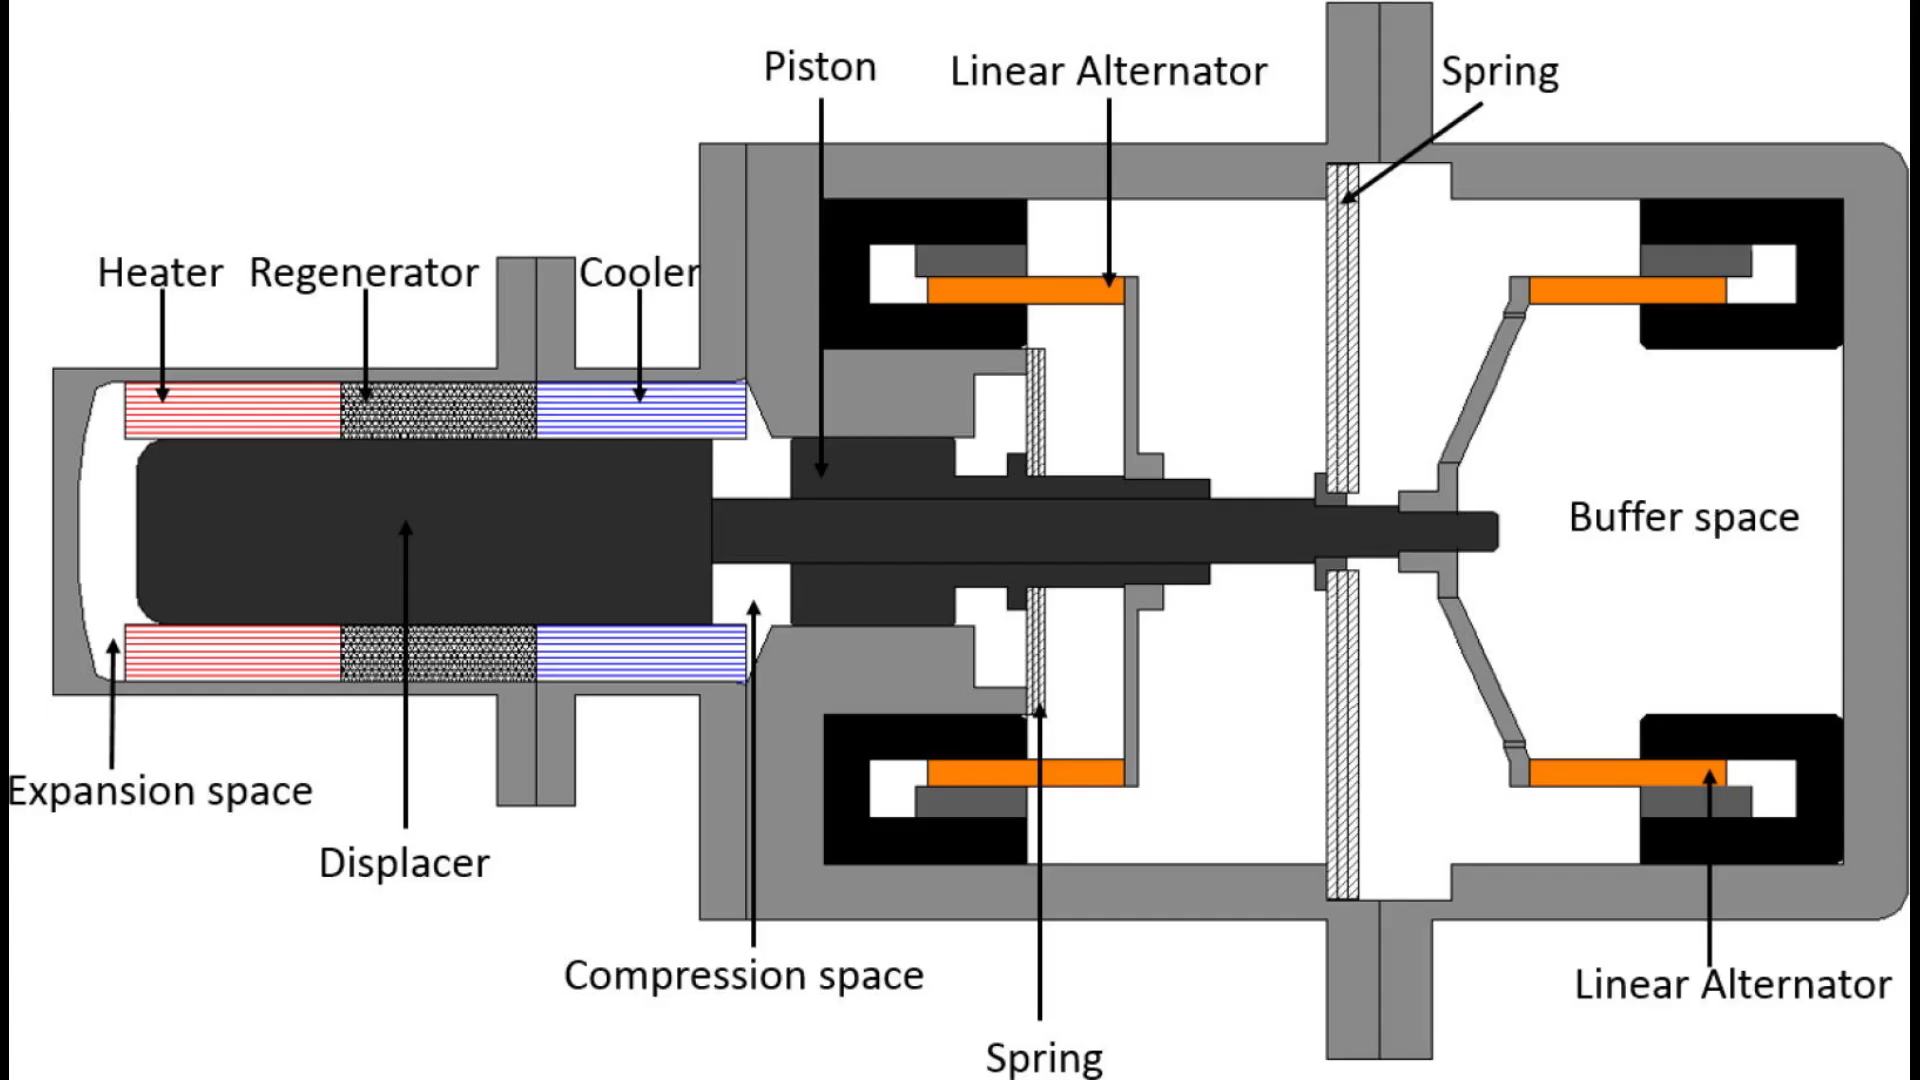 Piston
Linear Alternator
Spring
Heater
Regenerator
Cooler
Buffer space
Expansion space
Displacer
Compression space
Linear Alternator
Spring